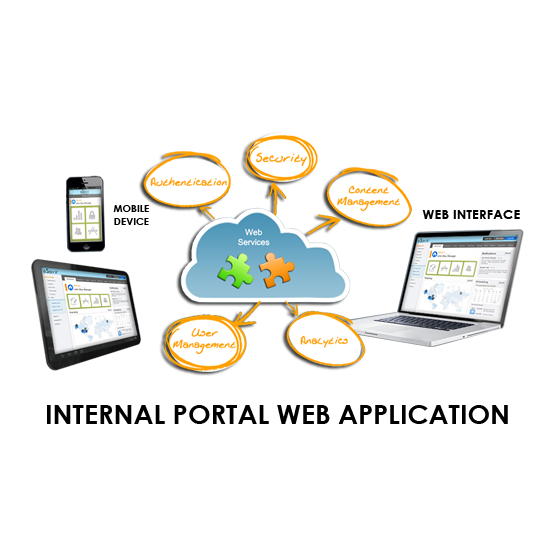 Security
Authentication
Content
Management
MOBILE
DEVICE
WEB INTERFACE
Web
Services
User
Management
Analytics
INTERNAL PORTAL WEB APPLICATION